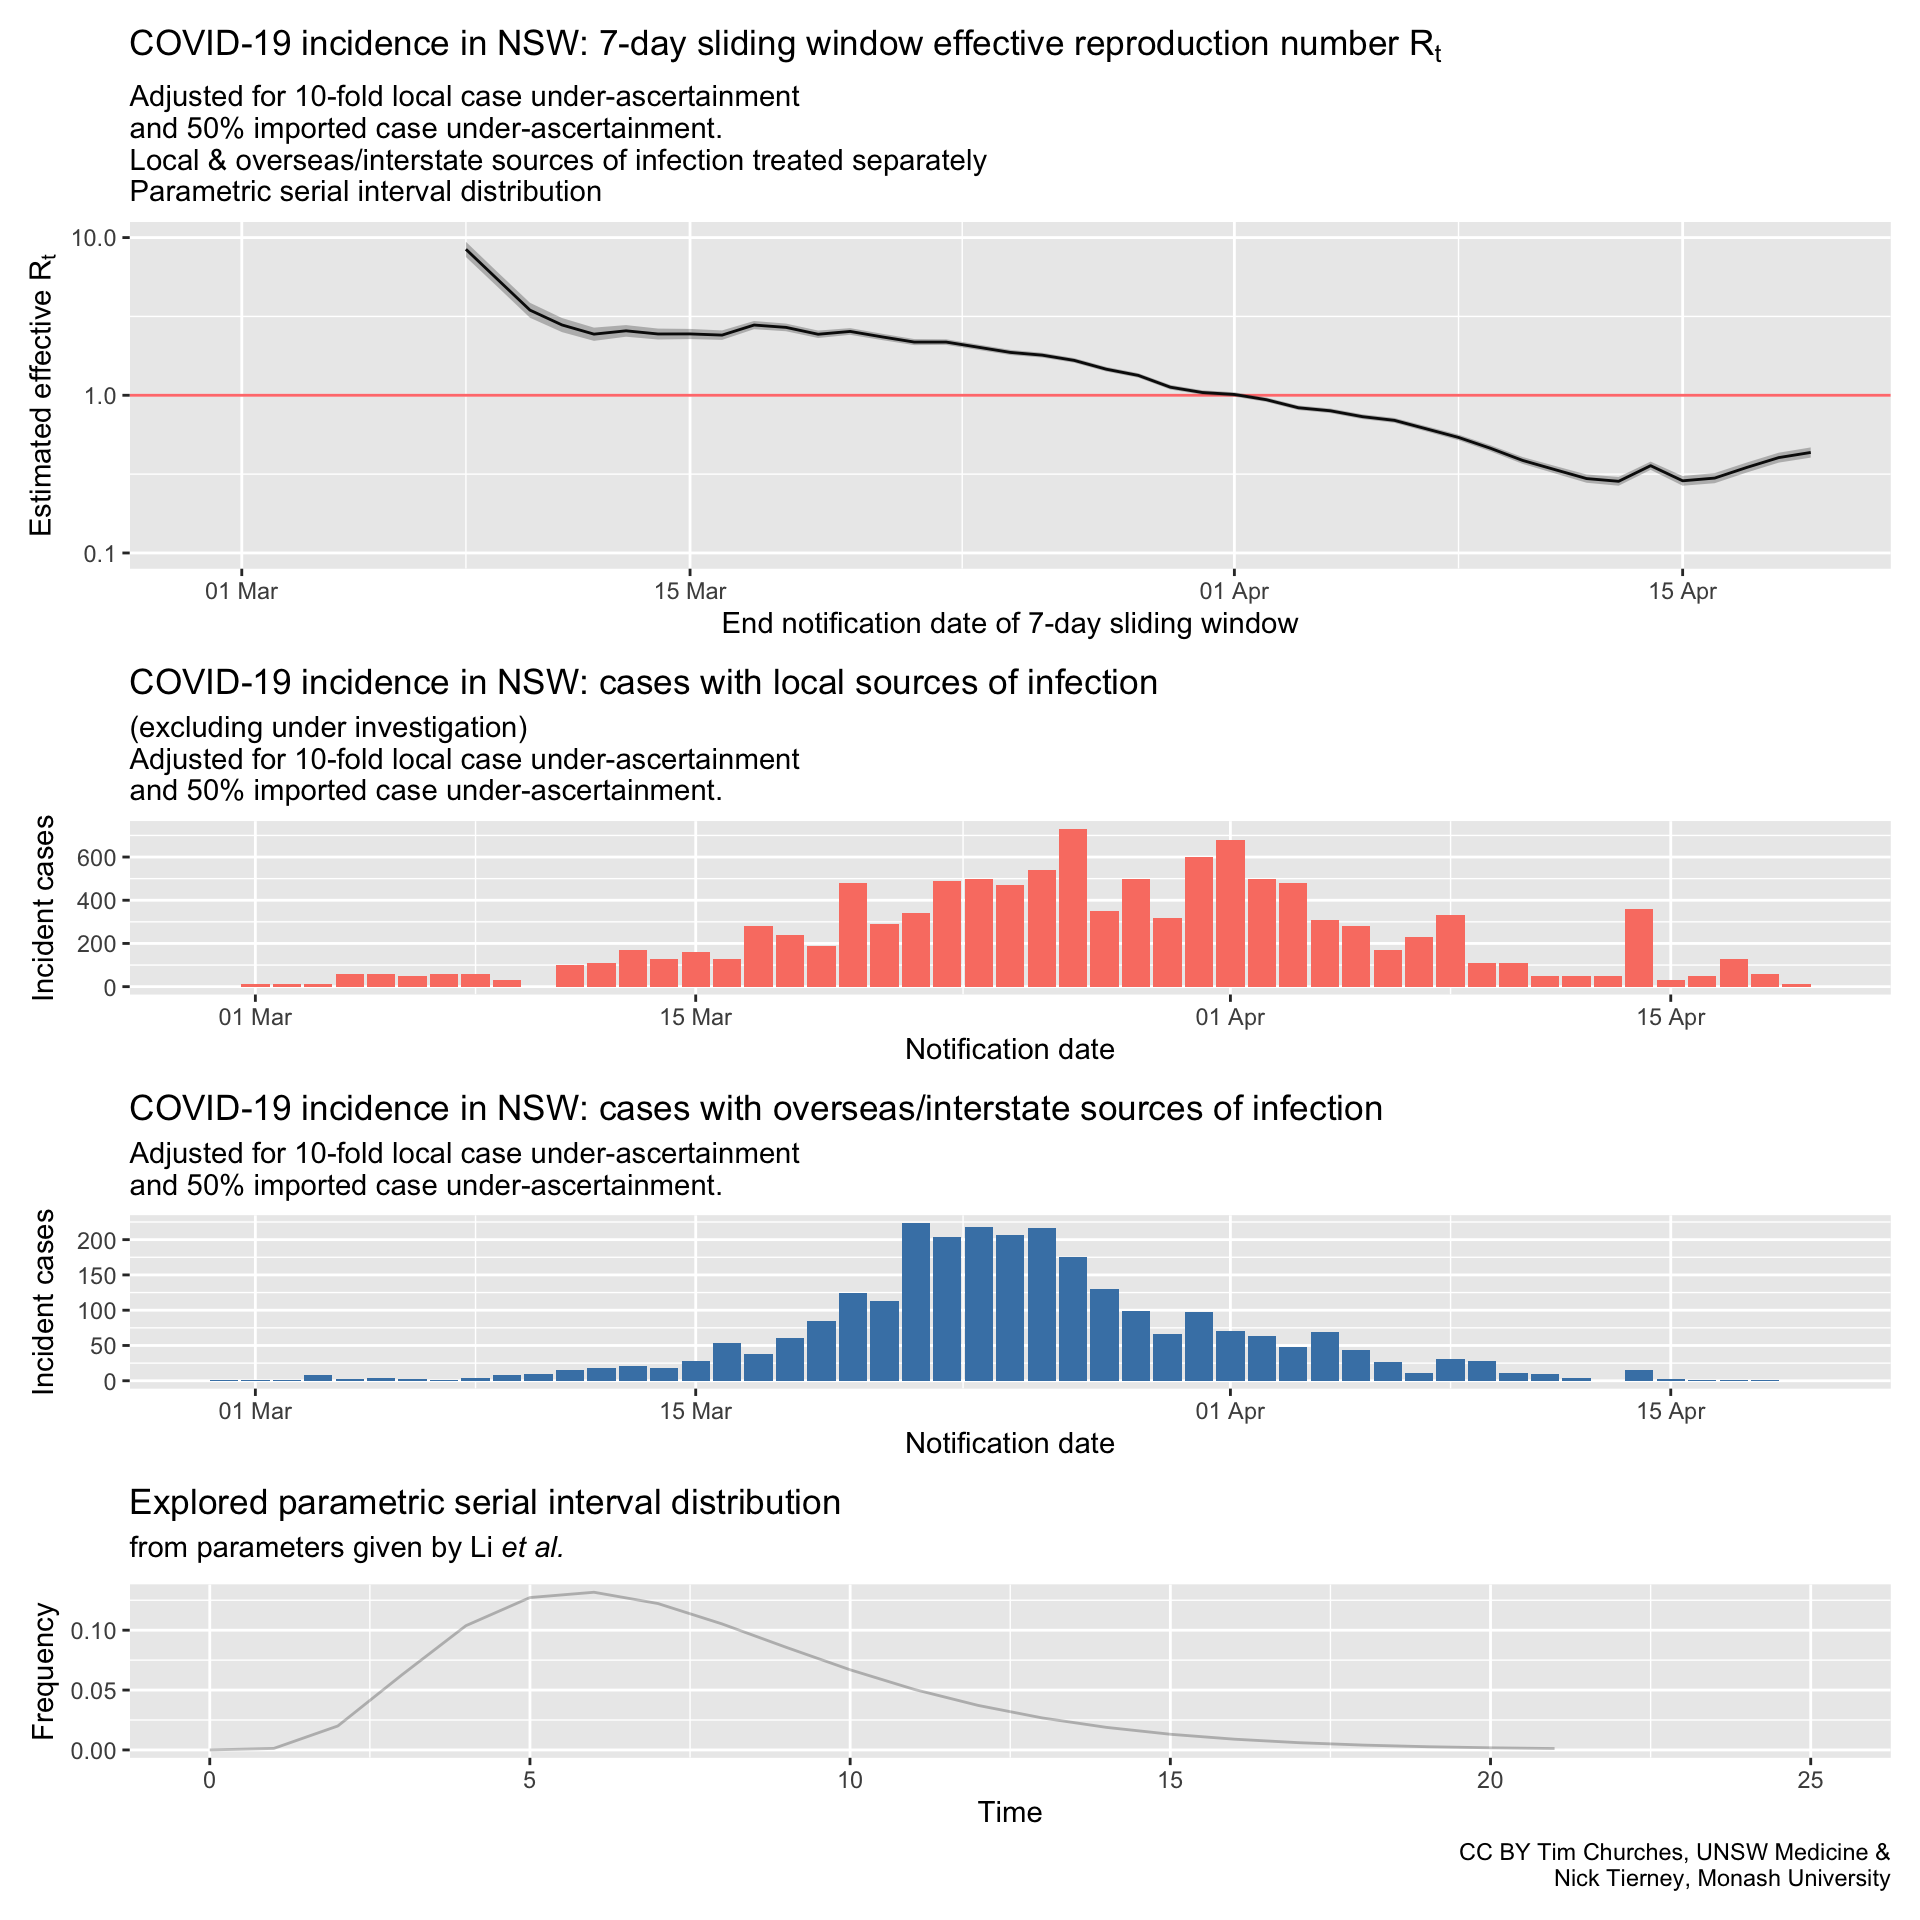 COVID-19 incidence in NSW: 7-day sliding window effective reproduction number Rt
Adjusted for 10-fold local case under-ascertainment
and 50% imported case under-ascertainment.
Local & overseas/interstate sources of infection treated separately
Parametric serial interval distribution
Estimated effective Rt
10.0
1.0
0.1
01 Mar 15 Mar 01 Apr 15 Apr
End notification date of 7-day sliding window
COVID-19 incidence in NSW: cases with local sources of infection
(excluding under investigation)
Adjusted for 10-fold local case under-ascertainment
and 50% imported case under-ascertainment.
Incident cases
600
400
200
0
01 Mar 15 Mar 01 Apr 15 Apr
Notification date
COVID-19 incidence in NSW: cases with overseas/interstate sources of infection
Adjusted for 10-fold local case under-ascertainment
and 50% imported case under-ascertainment.
Incident cases
200
150
100
50
0
01 Mar 15 Mar 01 Apr 15 Apr
Notification date
Explored parametric serial interval distribution
from parameters given by Li et al.
Frequency
0.10
0.05
0.00
0 5 10 15 20 25
Time
CC BY Tim Churches, UNSW Medicine &
Nick Tierney, Monash University